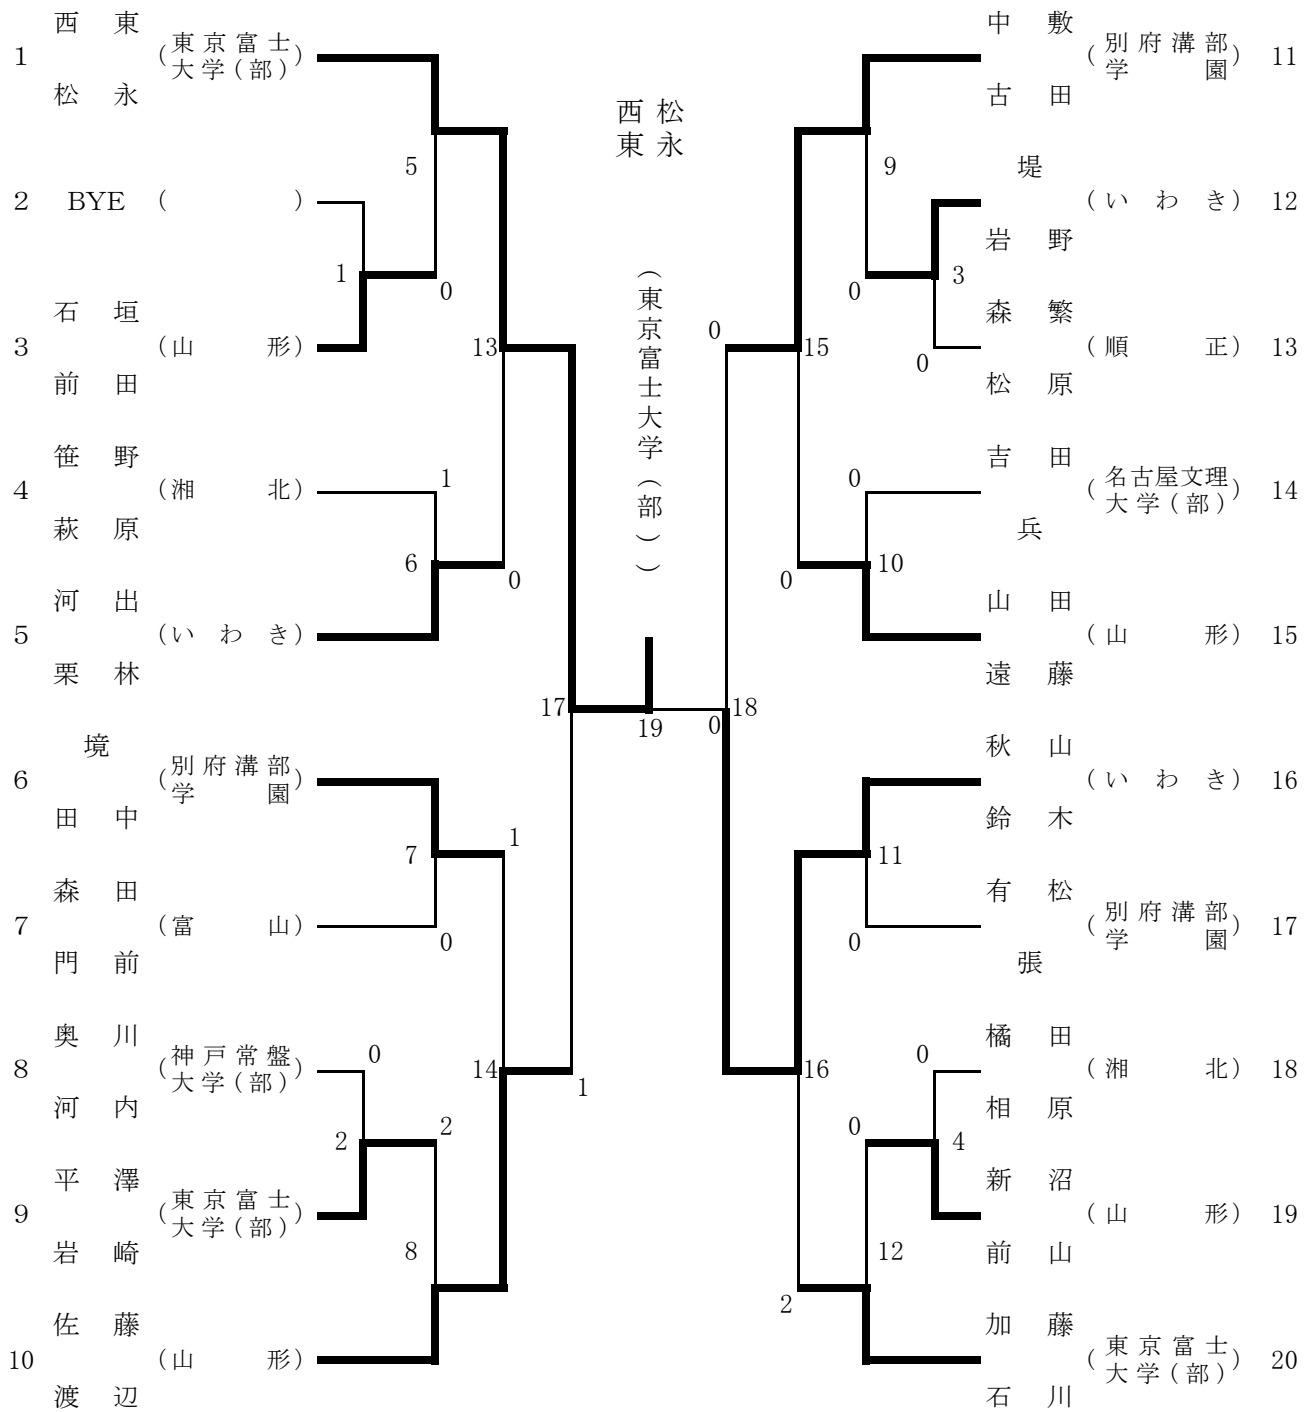 西東
1 (東京富士大学(部))
松永
2 BYE ( )
石垣
3 (山形)
前田
笹野
4 (湘北)
萩原
河出
5 (いわき)
栗林
境
6 (別府溝部学園)
田中
森田
7 (富山)
門前
奥川
8 (神戸常盤大学(部))
河内
平澤
9 (東京富士大学(部))
岩崎
佐藤
10 (山形)
渡辺
5
1
0
13
1
6
0
17
7
1
0
0
14
2
2
1
8
西東
松永
(東京富士大学(部))
19
0
9
0
3
0
15
0
0
10
0
18
11
0
16
0
0
4
12
2
中敷
(別府溝部学園) 11
古田
堤
(いわき) 12
岩野
森繁
(順正) 13
松原
吉田
(名古屋文理大学(部)) 14
兵
山田
(山形) 15
遠藤
秋山
(いわき) 16
鈴木
有松
(別府溝部学園) 17
張
橘田
(湘北) 18
相原
新沼
(山形) 19
前山
加藤
(東京富士大学(部)) 20
石川